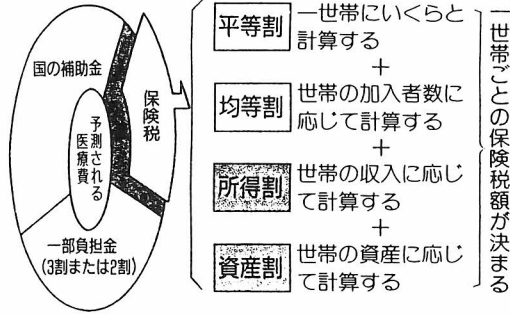 国の補助金
予測される
医療費
一部負担金
(3割または2割)
保険税
平等割
一世帯にいくらと
計算する
+
均等割
世帯の加入者数に
応じて計算する
+
所得割
世帯の収入に応じ
て計算する
+
資産割
世帯の資産に応じ
て計算する
一世帯ごとの保険税額が決まる